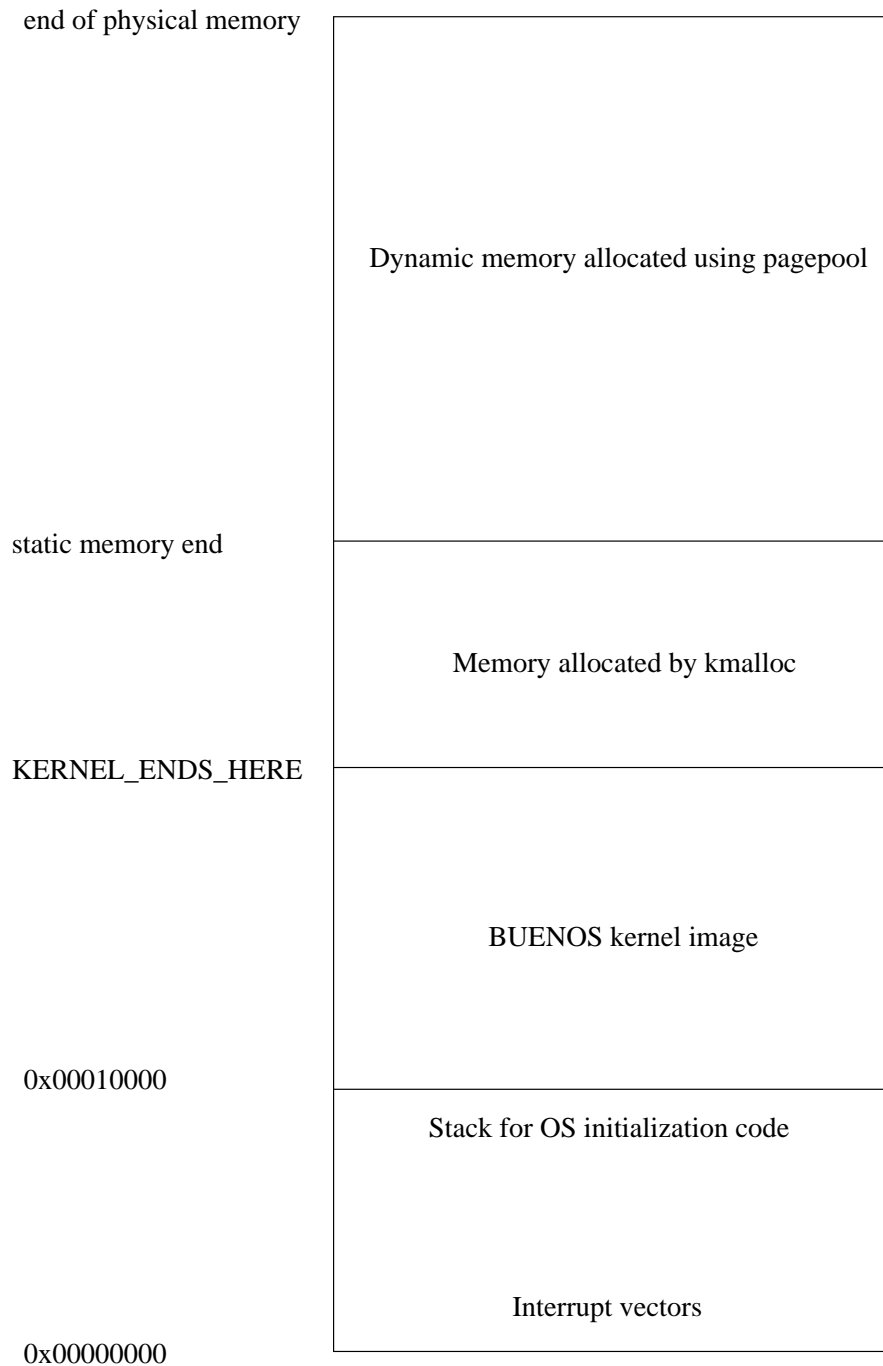 end of physical memory
Dynamic memory allocated using pagepool
static memory end
Memory allocated by kmalloc
KERNEL_ENDS_HERE
BUENOS kernel image
0x00010000
Stack for OS initialization code
Interrupt vectors
0x00000000